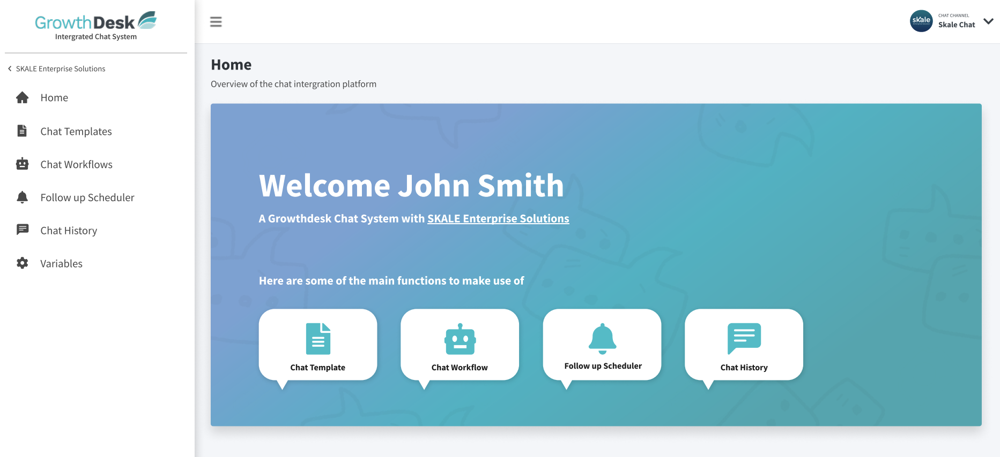 GrowthDesk
Intergrated Chat System
SKALE Enterprise Solutions
Home
Chat Templates
Chat Workflows
Follow up Scheduler
Chat History
Variables
skale
CHAT CHANNEL
Skale Chat
Home
Overview of the chat intergration platform
Welcome John Smith
A Growthdesk Chat System with SKALE Enterprise Solutions
Here are some of the main functions to make use of
Chat Template
Chat Workflow
Follow up Scheduler
Chat History